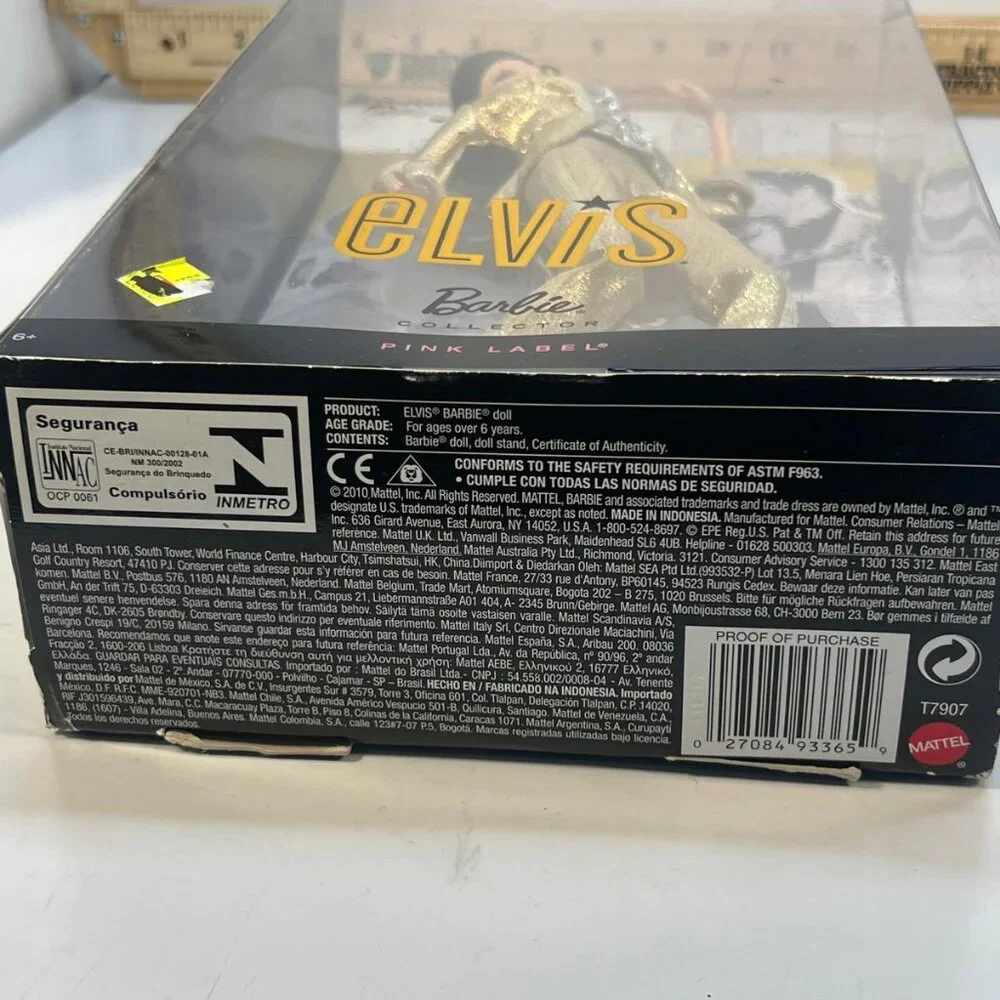 eLViS
Barbie
COLLECTOR
PINK LABEL®
6+
Segurança
INNAC
OCP 0061
CE-BRI/INNAC-00128-01A
NM 300/2002
Segurança do Brinquedo
Compulsório
INMETRO
PRODUCT: ELVIS® BARBIE® doll
AGE GRADE: For ages over 6 years.
CONTENTS: Barbie® doll, doll stand, Certificate of Authenticity.
CE
CONFORMS TO THE SAFETY REQUIREMENTS OF ASTM F963.
• CUMPLE CON TODAS LAS NORMAS DE SEGURIDAD.
© 2010 Mattel, Inc. All Rights Reserved. MATTEL, BARBIE and associated trademarks and trade dress are owned by Mattel, Inc. ® and ™
designate U.S. trademarks of Mattel, Inc., except as noted. MADE IN INDONESIA. Manufactured for Mattel. Consumer Relations – Mattel
Inc. 636 Girard Avenue, East Aurora, NY 14052, U.S.A. 1-800-524-8697. © EPE Reg.U.S. Pat & TM Off. Retain this address for future
reference. Mattel U.K. Ltd., Vanwall Business Park, Maidenhead SL6 4UB. Helpline - 01628 500303. Mattel Europa, B.V., Gondel 1, 1186
MJ Amstelveen, Nederland. Mattel Australia Pty Ltd., Richmond, Victoria. 3121. Consumer Advisory Service - 1300 135 312. Mattel East
Asia Ltd., Room 1106, South Tower, World Finance Centre, Harbour City, Tsimshatsui, HK, China. Diimport & Diedarkan Oleh: Mattel SEA Ptd Ltd.(993532-P) Lot 13.5, Menara Lien Hoe, Persiaran Tropicana
Golf Country Resort, 47410 PJ. Conserver cette adresse pour s'y référer en cas de besoin. Mattel France, 27/33 rue d'Antony, BP60145, 94523 Rungis Cedex. Bewaar deze informatie. Kan later van pas
komen. Mattel B.V., Postbus 576, 1180 AN Amstelveen, Nederland. Mattel Belgium, Trade Mart, Atomiumsquare, Bogota 202 – B 275, 1020 Brussels. Bitte für mögliche Rückfragen aufbewahren. Mattel
GmbH, An der Trift 75, D-63303 Dreieich. Mattel Ges.m.b.H., Campus 21, Liebermannstraße A01 404, A- 2345 Brunn/Gebirge. Mattel AG, Monbijoustrasse 68, CH-3000 Bern 23. Bør gemmes i tilfælde af
eventuel senere henvendelse. Spara denna adress för framtida behov. Säilytä tämä osoite vastaisen varalle. Mattel Scandinavia A/S,
Ringager 4C, DK-2605 Brondby. Conservare questo indirizzo per eventuale riferimento. Mattel Italy Srl, Centro Direzionale Maciachini, Via
Benigno Crespi 19/C, 20159 Milano. Sirvanse guardar esta información para futura referencia. Mattel España, S.A., Aribau 200. 08036
Barcelona. Recomendamos que anote este endereço para futura referência. Mattel Portugal Lda., Av. da República, nº 90/96, 2º andar
Fracção 2, 1600-206 Lisboa Κρατήστε τη διεύθυνση αυτή για μελλοντική χρήση: Mattel AEBE, Ελληνικού 2, 16777 Ελληνικό,
Ελλάδα. GUARDAR PARA EVENTUAIS CONSULTAS. Importado por : Mattel do Brasil Ltda.- CNPJ : 54.558.002/0008-04 - Av. Tenente
Marques, 1246 - Sala 02 - 2º Andar - 07770-000 - Polvilho - Cajamar - SP – Brasil. HECHO EN / FABRICADO NA INDONESIA. Importado
y distribuido por Mattel de México, S.A. de C.V., Insurgentes Sur # 3579, Torre 3, Oficina 601, Col. Tlalpan, Delegación Tlalpan, C.P. 14020,
México, D.F. R.F.C. MME-920701-NB3. Mattel Chile, S.A., Avenida Américo Vespucio 501-B, Quilicura, Santiago. Mattel de Venezuela, C.A.,
RIF J301596439, Ave. Mara, C.C. Macaracuay Plaza, Torre B, Piso 8, Colinas de la California, Caracas 1071. Mattel Argentina, S.A., Curupaytí
1186, (1607) - Villa Adelina, Buenos Aires. Mattel Colombia, S.A., calle 123#7-07 P.5, Bogotá. Marcas registradas utilizadas bajo licencia.
Todos los derechos reservados.
PROOF OF PURCHASE
0 27084 93365 9
T7907
MATTEL